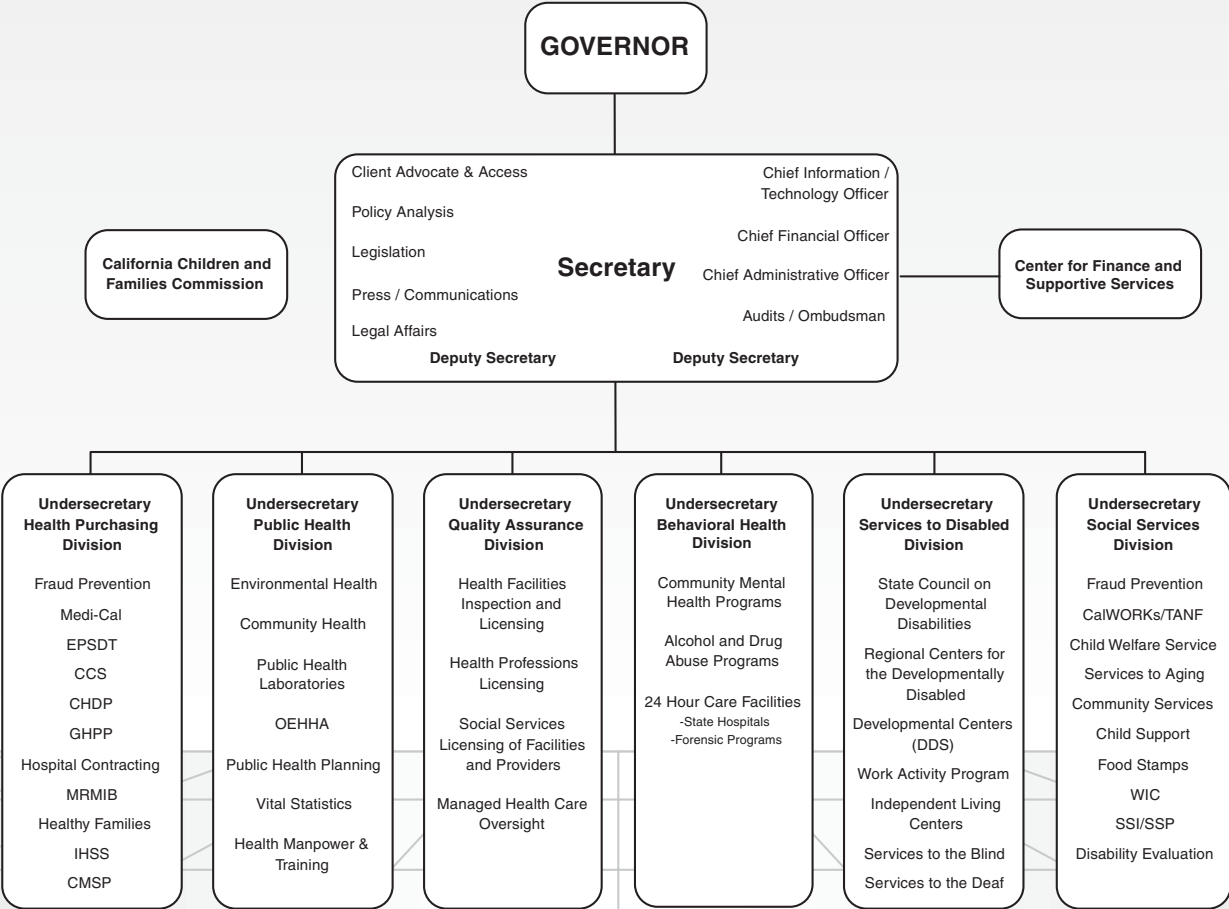 GOVERNOR
Client Advocate & Access
Policy Analysis
Legislation
Press / Communications
Legal Affairs
Secretary
Chief Information /
Technology Officer
Chief Financial Officer
Chief Administrative Officer
Audits / Ombudsman
Deputy Secretary
Deputy Secretary
California Children and
Families Commission
Center for Finance and
Supportive Services
Undersecretary
Health Purchasing
Division
Fraud Prevention
Medi-Cal
EPSDT
CCS
CHDP
GHPP
Hospital Contracting
MRMIB
Healthy Families
IHSS
CMSP
Undersecretary
Public Health
Division
Environmental Health
Community Health
Public Health
Laboratories
OEHHA
Public Health Planning
Vital Statistics
Health Manpower &
Training
Undersecretary
Quality Assurance
Division
Health Facilities
Inspection and
Licensing
Health Professions
Licensing
Social Services
Licensing of Facilities
and Providers
Managed Health Care
Oversight
Undersecretary
Behavioral Health
Division
Community Mental
Health Programs
Alcohol and Drug
Abuse Programs
24 Hour Care Facilities
-State Hospitals
-Forensic Programs
Undersecretary
Services to Disabled
Division
State Council on
Developmental
Disabilities
Regional Centers for
the Developmentally
Disabled
Developmental Centers
(DDS)
Work Activity Program
Independent Living
Centers
Services to the Blind
Services to the Deaf
Undersecretary
Social Services
Division
Fraud Prevention
CalWORKs/TANF
Child Welfare Service
Services to Aging
Community Services
Child Support
Food Stamps
WIC
SSI/SSP
Disability Evaluation